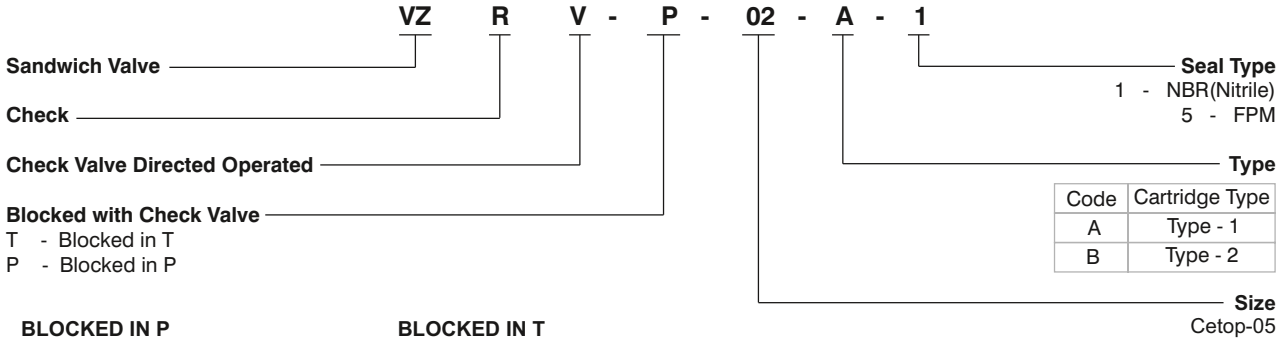 VZ R V - P - 02 - A - 1
Sandwich Valve
Check
Check Valve Directed Operated
Blocked with Check Valve
T - Blocked in T
P - Blocked in P
Seal Type
1 - NBR(Nitrile)
5 - FPM
Type
Code Cartridge Type
A Type - 1
B Type - 2
Size
Cetop-05
BLOCKED IN P BLOCKED IN T